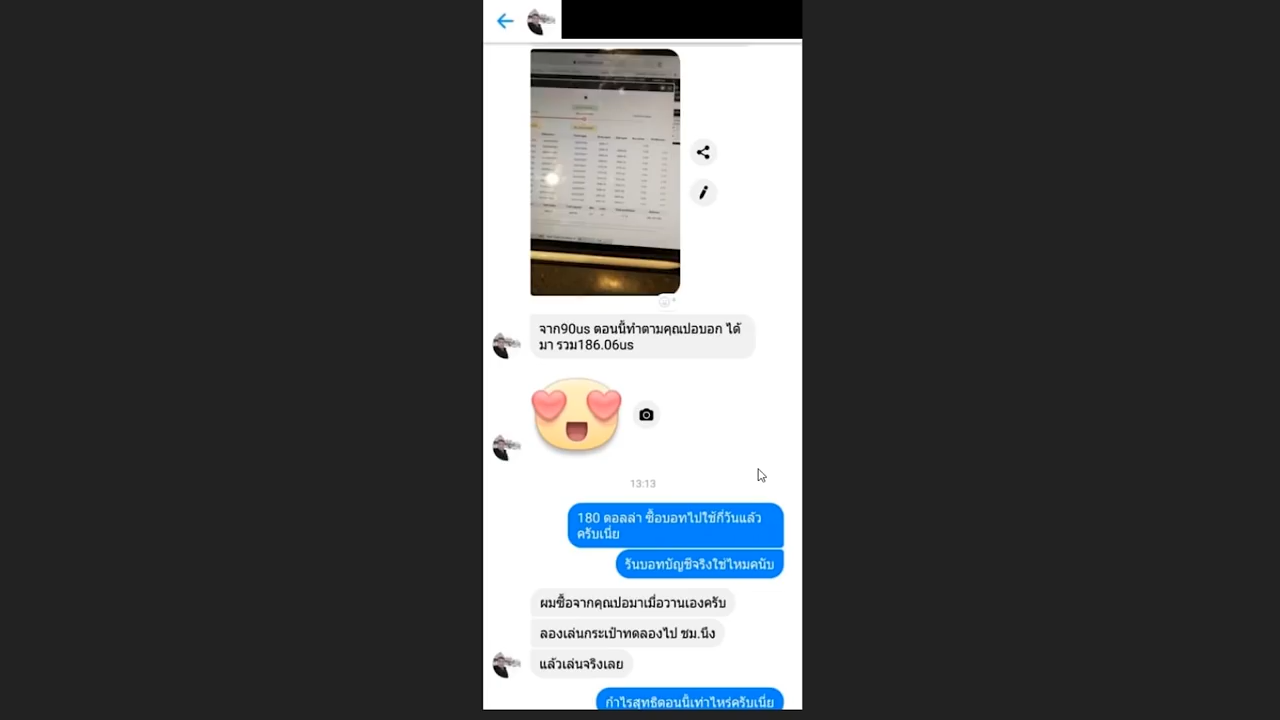 จาก90us ตอนนี้ทำตามคุณปอบอก ได้
มา รวม186.06us
13:13
180 ดอลล่า ซื้อบอทไปใช้กี่วันแล้ว
ครับเนี่ย
รันบอทบัญชีจริงใช่ไหมคนับ
ผมซื้อจากคุณปอมาเมื่อวานเองครับ
ลองเล่นกระเป๋าทดลองไป ชม.นึง
แล้วเล่นจริงเลย
กำไรสุทธิตอนนี้เท่าไหร่ครับเนี่ย